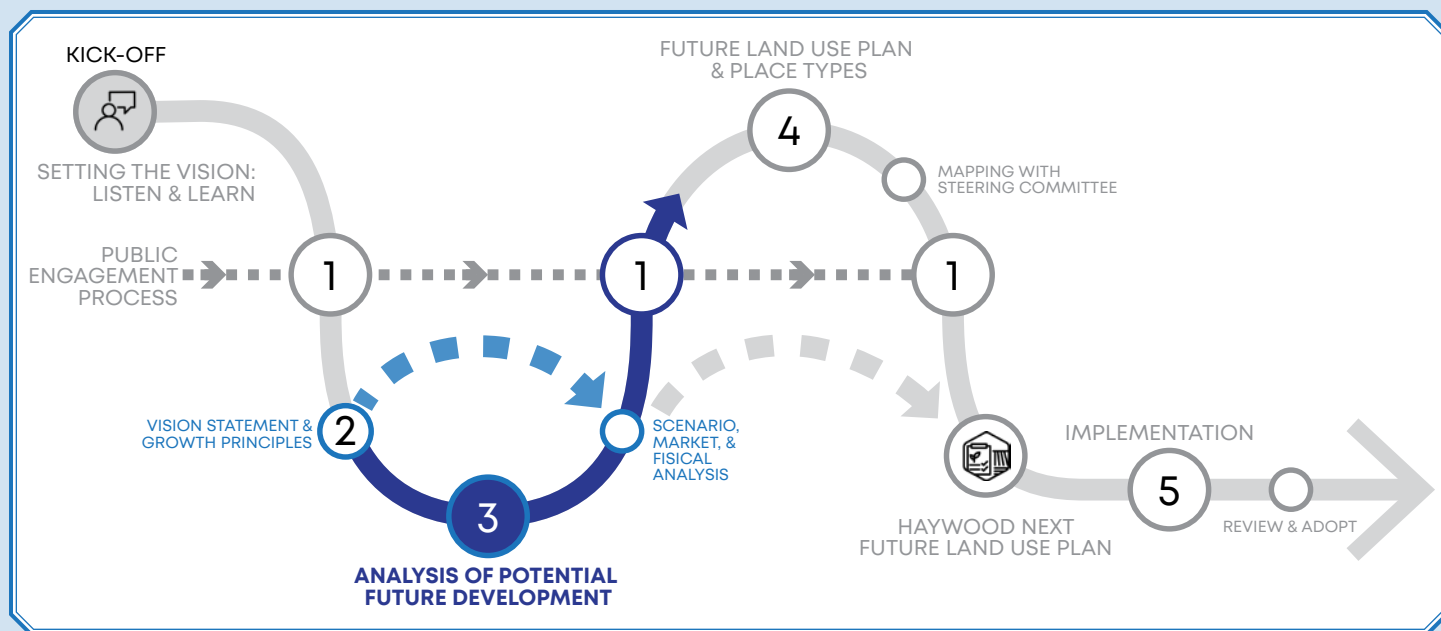 KICK-OFF
SETTING THE VISION:
LISTEN & LEARN
PUBLIC
ENGAGEMENT
PROCESS
1
1
1
VISION STATEMENT &
GROWTH PRINCIPLES
2
3
ANALYSIS OF POTENTIAL
FUTURE DEVELOPMENT
SCENARIO,
MARKET, &
FISICAL
ANALYSIS
FUTURE LAND USE PLAN
& PLACE TYPES
4
MAPPING WITH
STEERING COMMITTEE
HAYWOOD NEXT
FUTURE LAND USE PLAN
IMPLEMENTATION
5
REVIEW & ADOPT